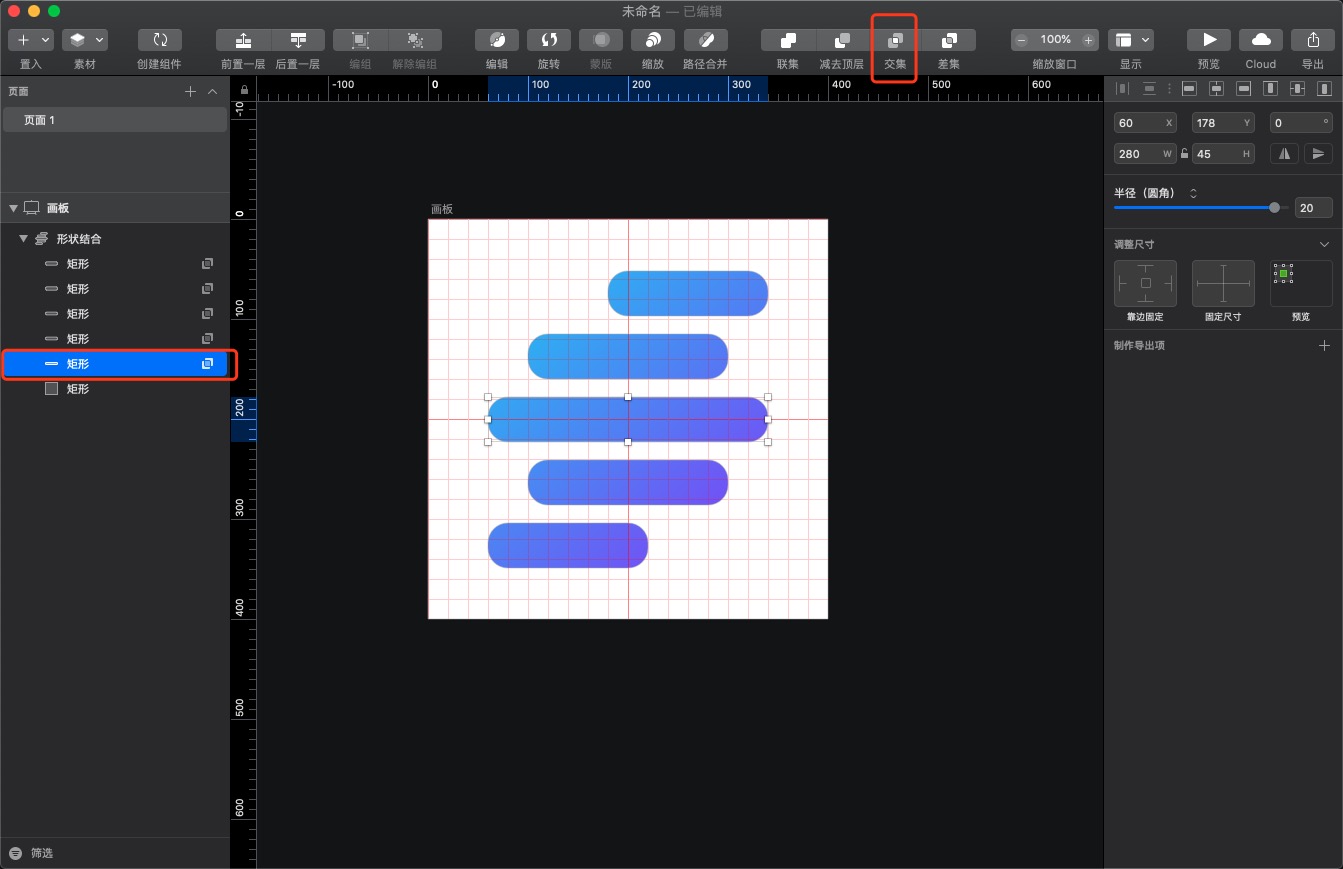 未命名 — 已编辑
置入 素材 创建组件 前置一层 后置一层 编组 解除编组 编辑 旋转 蒙版 缩放 路径合并 联集 减去顶层 交集 差集 100% 缩放窗口 显示 预览 Cloud 导出
页面
页面 1
画板
形状结合
矩形
矩形
矩形
矩形
矩形
矩形
筛选
-100 0 100 200 300 400 500 600
-10
0
100
200
300
400
500
600
画板
60 X 178 Y 0 °
280 W 45 H
半径（圆角）
20
调整尺寸
靠边固定 固定尺寸 预览
制作导出项